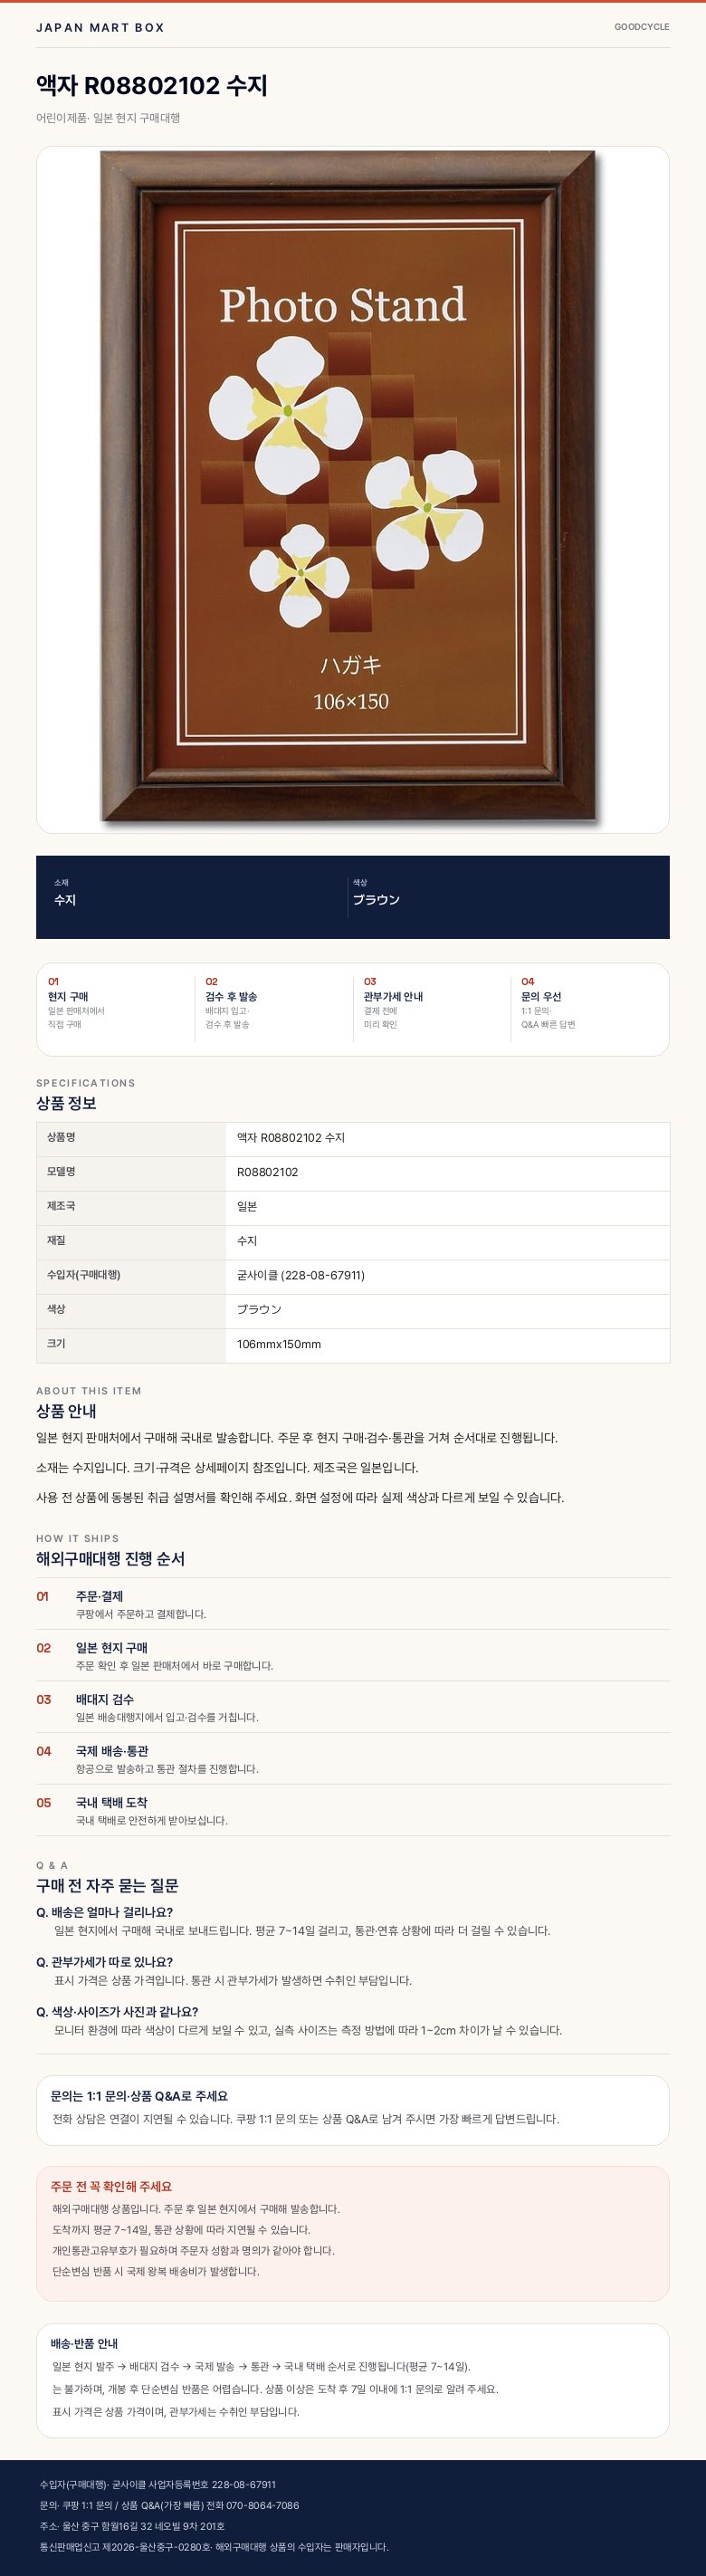 JAPAN MART BOX
GOODCYCLE
액자 R08802102 수지
어린이제품· 일본 현지 구매대행
Photo Stand
ハガキ
106×150
소재
수지
색상
ブラウン
01
현지 구매
일본 판매처에서
직접 구매
02
검수 후 발송
배대지 입고·
검수 후 발송
03
관부가세 안내
결제 전에
미리 확인
04
문의 우선
1:1 문의·
Q&A 빠른 답변
SPECIFICATIONS
상품 정보
상품명 액자 R08802102 수지
모델명 R08802102
제조국 일본
재질 수지
수입자(구매대행) 굳사이클 (228-08-67911)
색상 ブラウン
크기 106mmx150mm
ABOUT THIS ITEM
상품 안내
일본 현지 판매처에서 구매해 국내로 발송합니다. 주문 후 현지 구매·검수·통관을 거쳐 순서대로 진행됩니다.
소재는 수지입니다. 크기·규격은 상세페이지 참조입니다. 제조국은 일본입니다.
사용 전 상품에 동봉된 취급 설명서를 확인해 주세요. 화면 설정에 따라 실제 색상과 다르게 보일 수 있습니다.
HOW IT SHIPS
해외구매대행 진행 순서
01 주문·결제
쿠팡에서 주문하고 결제합니다.
02 일본 현지 구매
주문 확인 후 일본 판매처에서 바로 구매합니다.
03 배대지 검수
일본 배송대행지에서 입고·검수를 거칩니다.
04 국제 배송·통관
항공으로 발송하고 통관 절차를 진행합니다.
05 국내 택배 도착
국내 택배로 안전하게 받아보십니다.
Q & A
구매 전 자주 묻는 질문
Q. 배송은 얼마나 걸리나요?
일본 현지에서 구매해 국내로 보내드립니다. 평균 7~14일 걸리고, 통관·연휴 상황에 따라 더 걸릴 수 있습니다.
Q. 관부가세가 따로 있나요?
표시 가격은 상품 가격입니다. 통관 시 관부가세가 발생하면 수취인 부담입니다.
Q. 색상·사이즈가 사진과 같나요?
모니터 환경에 따라 색상이 다르게 보일 수 있고, 실측 사이즈는 측정 방법에 따라 1~2cm 차이가 날 수 있습니다.
문의는 1:1 문의·상품 Q&A로 주세요
전화 상담은 연결이 지연될 수 있습니다. 쿠팡 1:1 문의 또는 상품 Q&A로 남겨 주시면 가장 빠르게 답변드립니다.
주문 전 꼭 확인해 주세요
해외구매대행 상품입니다. 주문 후 일본 현지에서 구매해 발송합니다.
도착까지 평균 7~14일, 통관 상황에 따라 지연될 수 있습니다.
개인통관고유부호가 필요하며 주문자 성함과 명의가 같아야 합니다.
단순변심 반품 시 국제 왕복 배송비가 발생합니다.
배송·반품 안내
일본 현지 발주 → 배대지 검수 → 국제 발송 → 통관 → 국내 택배 순서로 진행됩니다(평균 7~14일).
는 불가하며, 개봉 후 단순변심 반품은 어렵습니다. 상품 이상은 도착 후 7일 이내에 1:1 문의로 알려 주세요.
표시 가격은 상품 가격이며, 관부가세는 수취인 부담입니다.
수입자(구매대행)· 굳사이클 사업자등록번호 228-08-67911
문의· 쿠팡 1:1 문의 / 상품 Q&A(가장 빠름) 전화 070-8064-7086
주소· 울산 중구 함월16길 32 네오빌 9차 201호
통신판매업신고 제2026-울산중구-0280호· 해외구매대행 상품의 수입자는 판매자입니다.